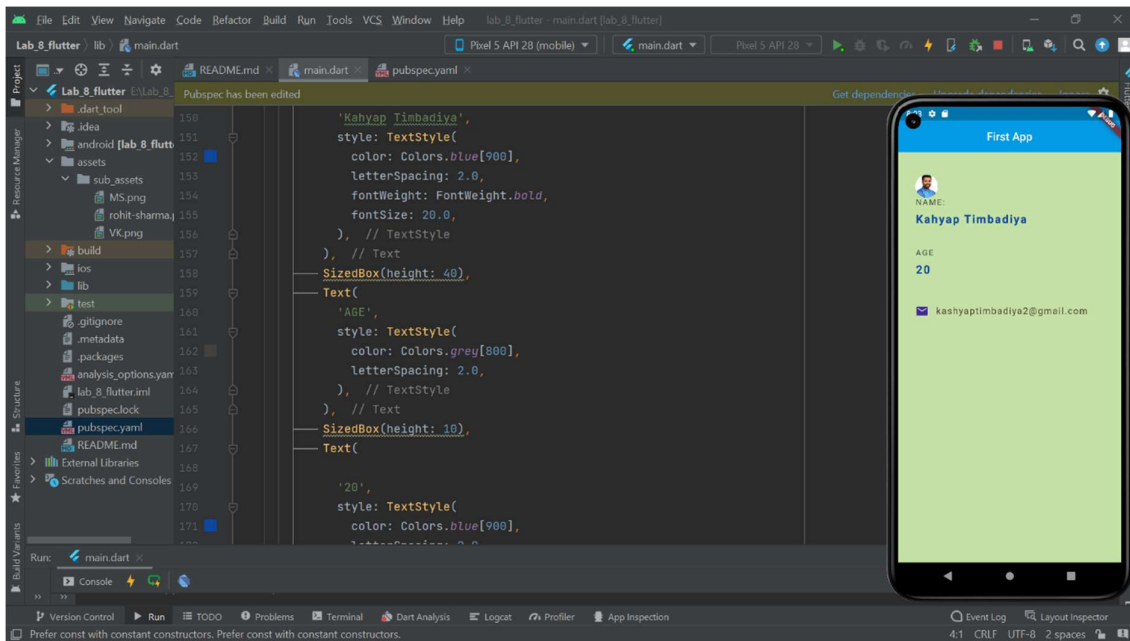 File Edit View Navigate Code Refactor Build Run Tools VCS Window Help lab_8_flutter - main.dart [lab_8_flutter]
Lab_8_flutter lib main.dart Pixel 5 API 28 (mobile) main.dart Pixel 5 API 28
README.md main.dart pubspec.yaml
Pubspec has been edited Get dependencies
Project
Resource Manager
Structure
Favorites
Build Variants
Lab_8_flutter E:\Lab_8_
.dart_tool
.idea
android [lab_8_flutt
assets
sub_assets
MS.png
rohit-sharma.p
VK.png
build
ios
lib
test
.gitignore
.metadata
.packages
analysis_options.yam
lab_8_flutter.iml
pubspec.lock
pubspec.yaml
README.md
External Libraries
Scratches and Consoles
150 'Kahyap Timbadiya',
151 style: TextStyle(
152 color: Colors.blue[900],
153 letterSpacing: 2.0,
154 fontWeight: FontWeight.bold,
155 fontSize: 20.0,
156 ), // TextStyle
157 ), // Text
158 SizedBox(height: 40),
159 Text(
160 'AGE',
161 style: TextStyle(
162 color: Colors.grey[800],
163 letterSpacing: 2.0,
164 ), // TextStyle
165 ), // Text
166 SizedBox(height: 10),
167 Text(
168
169 '20',
170 style: TextStyle(
171 color: Colors.blue[900],
First App
NAME:
Kahyap Timbadiya
AGE
20
kashyaptimbadiya2@gmail.com
Run: main.dart
Console
Version Control Run TODO Problems Terminal Dart Analysis Logcat Profiler App Inspection Event Log Layout Inspector
Prefer const with constant constructors. Prefer const with constant constructors. 4:1 CRLF UTF-8 2 spaces